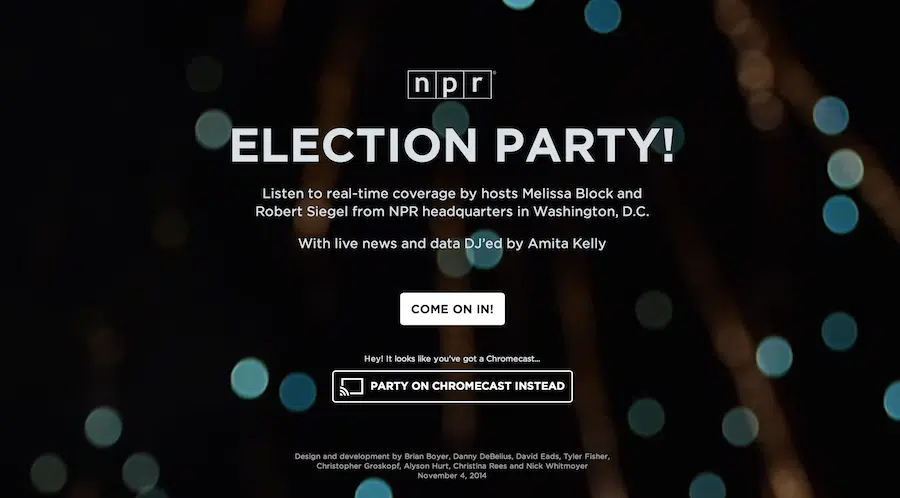 npr
ELECTION PARTY!
Listen to real-time coverage by hosts Melissa Block and
Robert Siegel from NPR headquarters in Washington, D.C.
With live news and data DJ'ed by Amita Kelly
COME ON IN!
Hey! It looks like you've got a Chromecast...
PARTY ON CHROMECAST INSTEAD
Design and development by Brian Boyer, Danny DeBelius, David Eads, Tyler Fisher,
Christopher Groskopf, Alyson Hurt, Christina Rees and Nick Whitmoyer
November 4, 2014